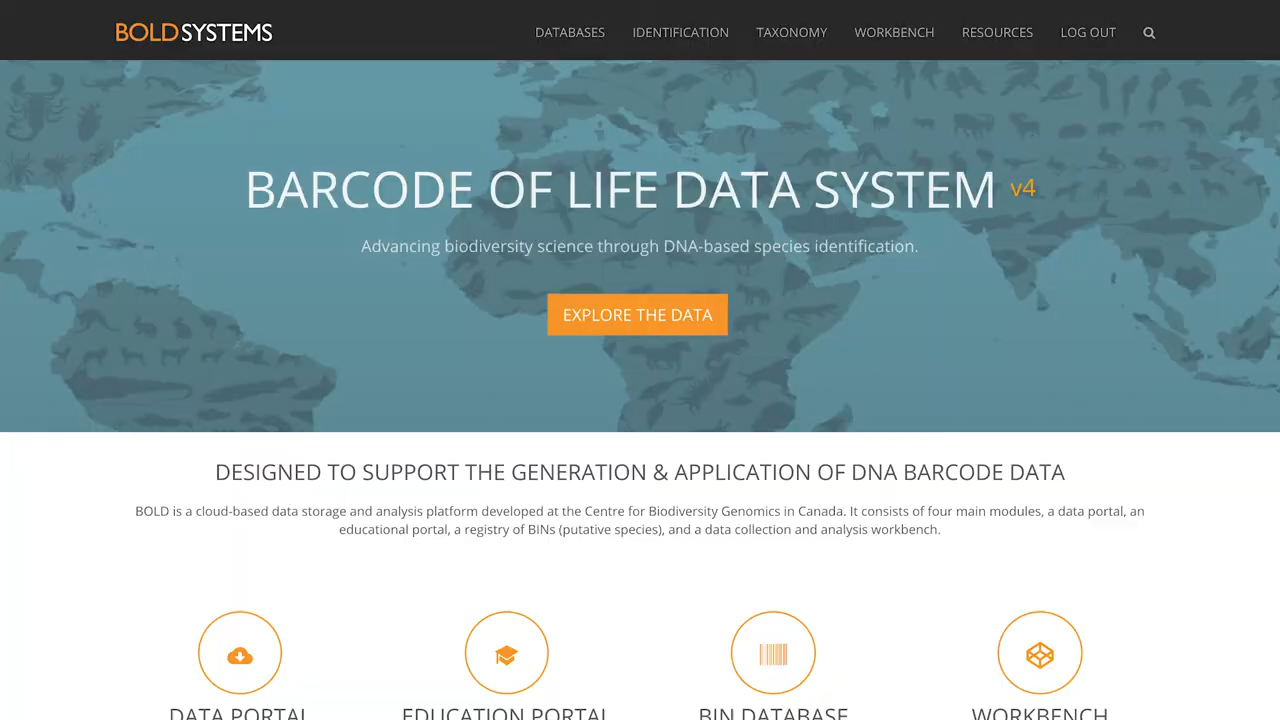 BOLDSYSTEMS
DATABASES IDENTIFICATION TAXONOMY WORKBENCH RESOURCES LOG OUT
BARCODE OF LIFE DATA SYSTEM v4
Advancing biodiversity science through DNA-based species identification.
EXPLORE THE DATA
DESIGNED TO SUPPORT THE GENERATION & APPLICATION OF DNA BARCODE DATA
BOLD is a cloud-based data storage and analysis platform developed at the Centre for Biodiversity Genomics in Canada. It consists of four main modules, a data portal, an
educational portal, a registry of BINs (putative species), and a data collection and analysis workbench.
DATA PORTAL EDUCATION PORTAL BIN DATABASE WORKBENCH